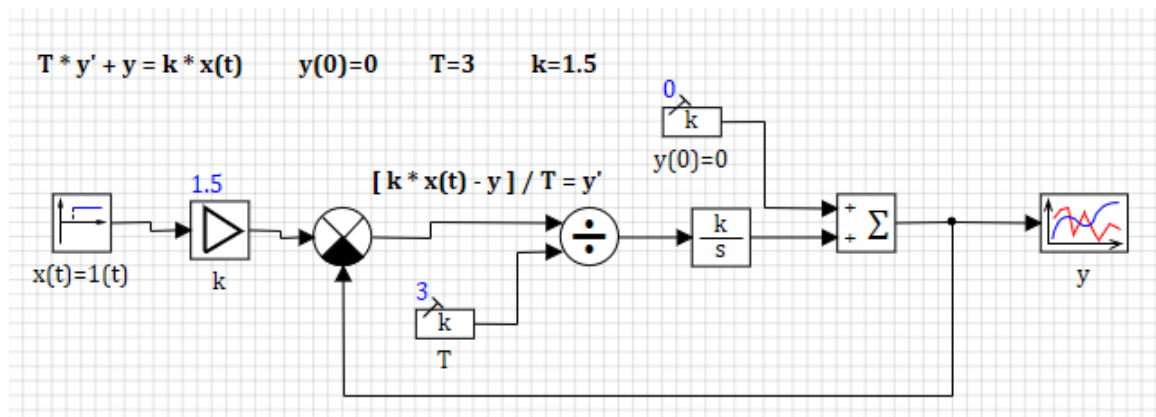 T * y' + y = k * x(t) y(0)=0 T=3 k=1.5
0
k
y(0)=0
1.5
[ k * x(t) - y ] / T = y'
x(t)=1(t)
k
÷
k
s
+
+
Σ
y
3
k
T